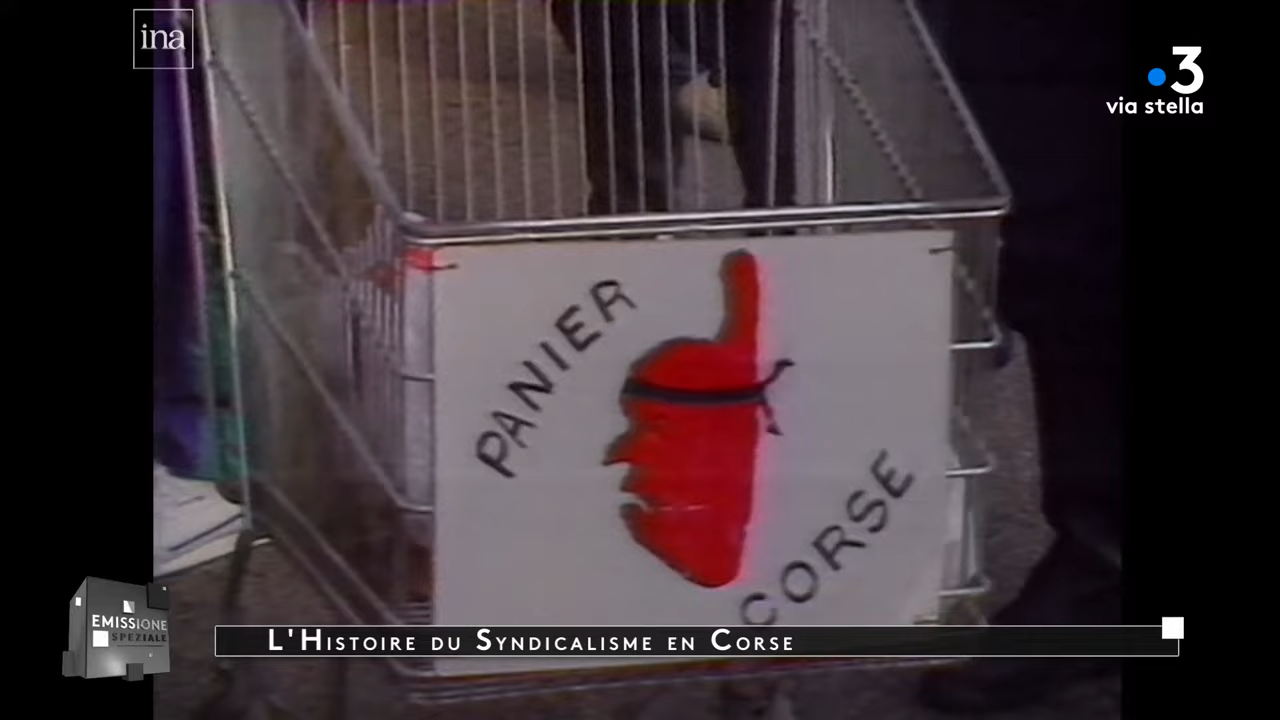 ina
3
via stella
PANIER
CORSE
EMISSIONE
SPEZIALE
L'Histoire du Syndicalisme en Corse